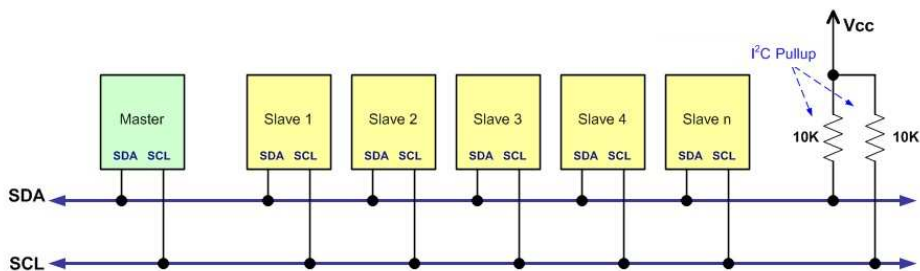 Vcc
I²C Pullup
Master
Slave 1
Slave 2
Slave 3
Slave 4
Slave n
10K
10K
SDA SCL
SDA SCL
SDA SCL
SDA SCL
SDA SCL
SDA SCL
SDA
SCL